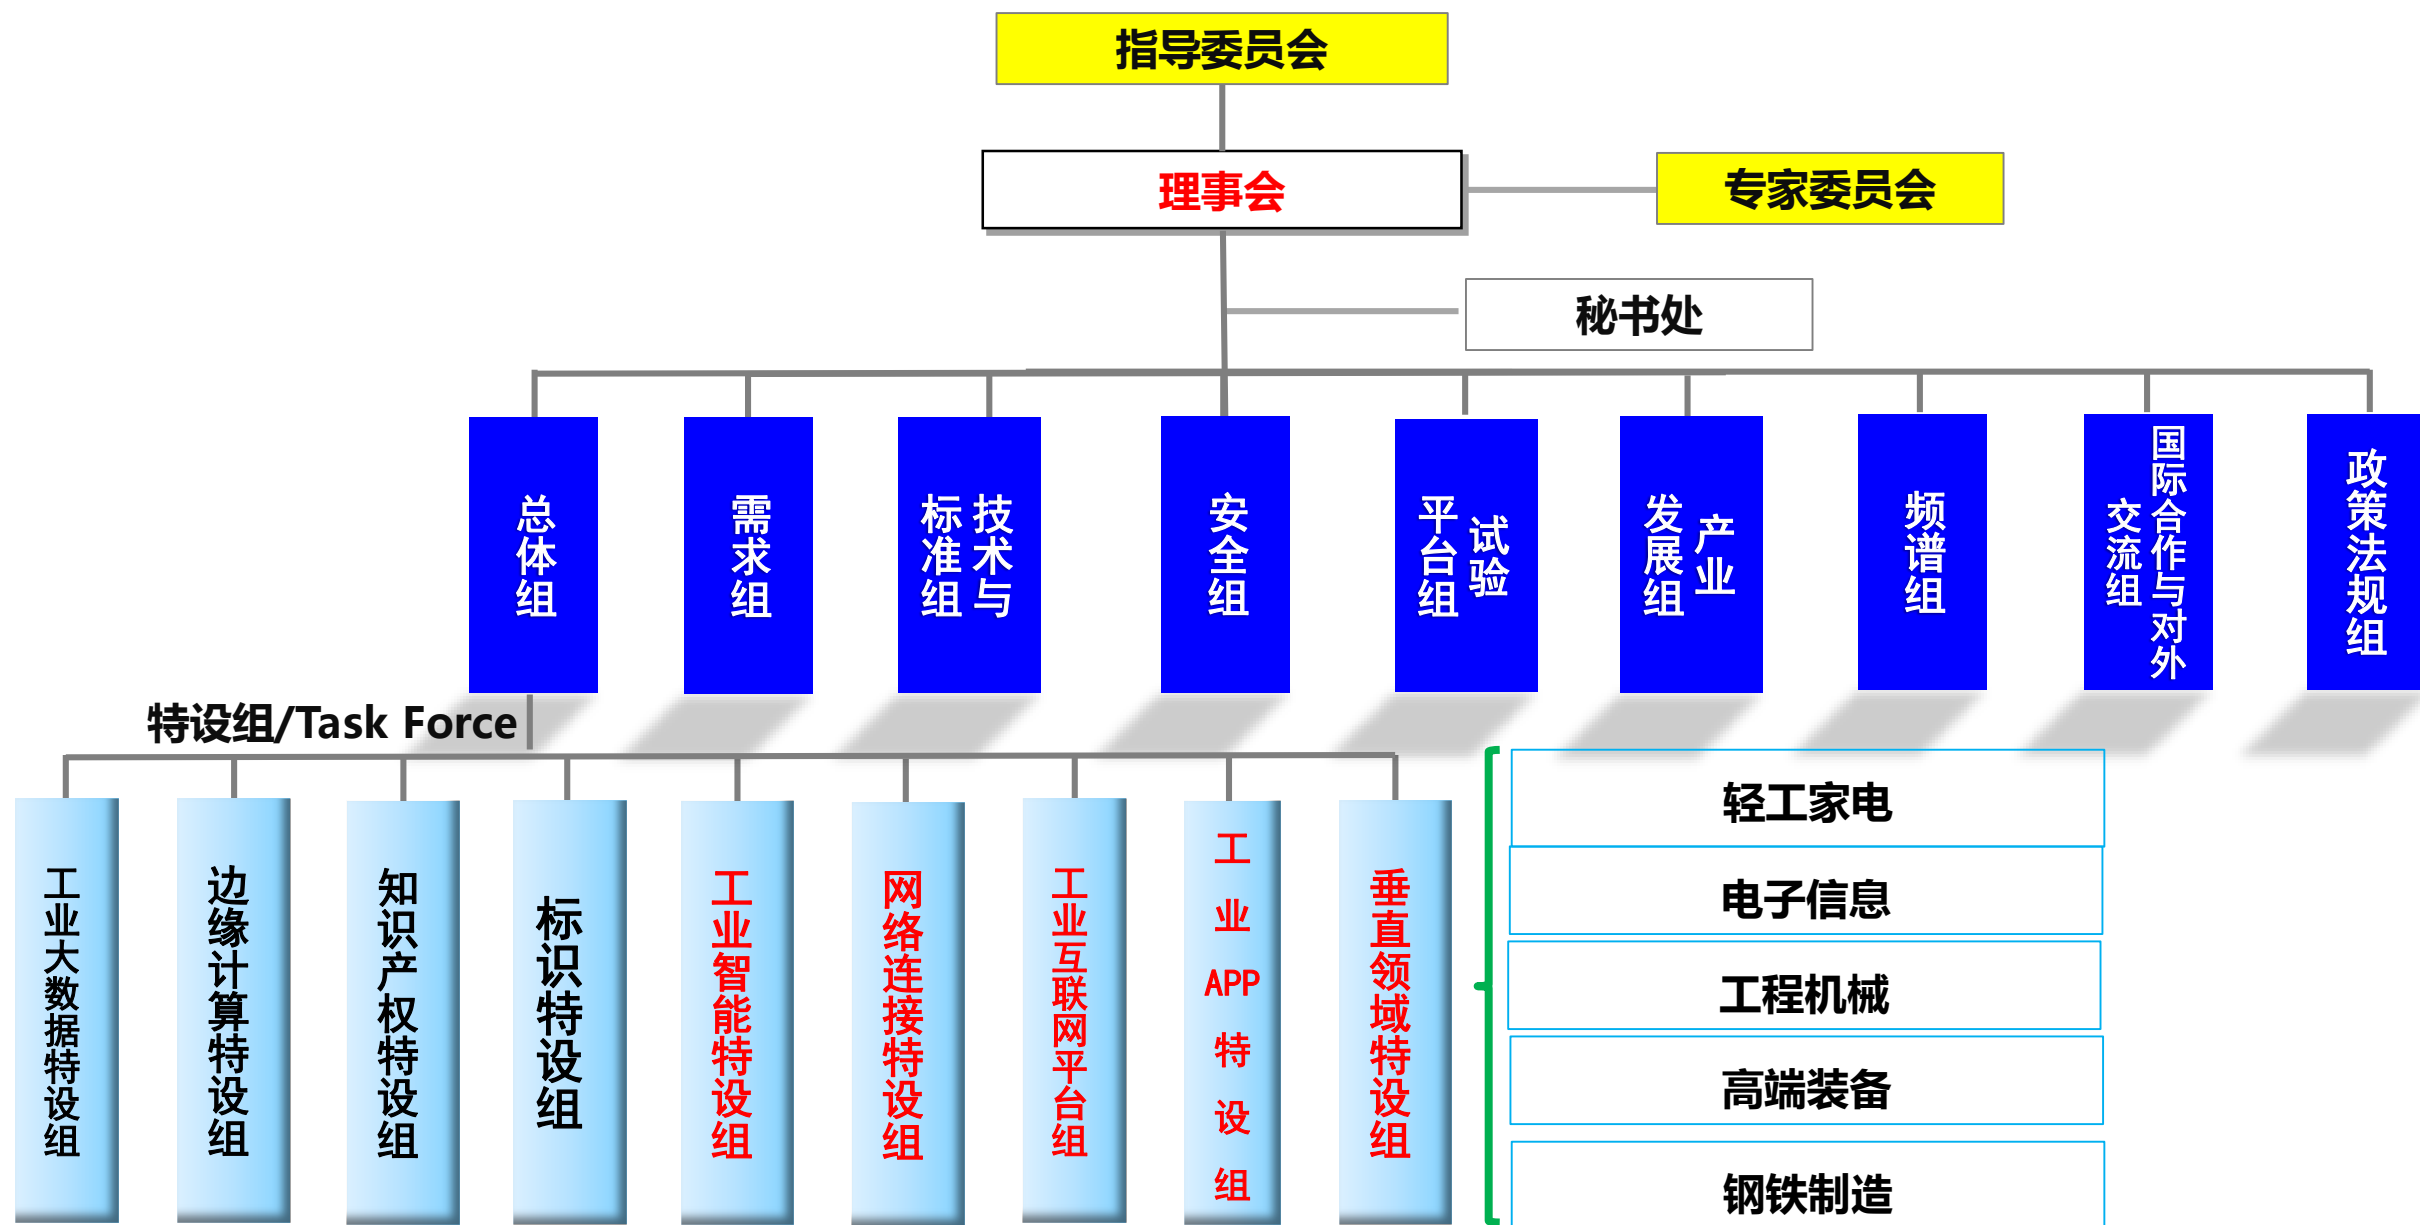 指导委员会
理事会
专家委员会
秘书处
总体组
需求组
技术与
标准组
安全组
试验
平台组
产业
发展组
频谱组
国际合作与对外
交流组
政策法规组
特设组/Task Force
工业大数据特设组
边缘计算特设组
知识产权特设组
标识特设组
工业智能特设组
网络连接特设组
工业互联网平台组
工业APP特设组
垂直领域特设组
轻工家电
电子信息
工程机械
高端装备
钢铁制造